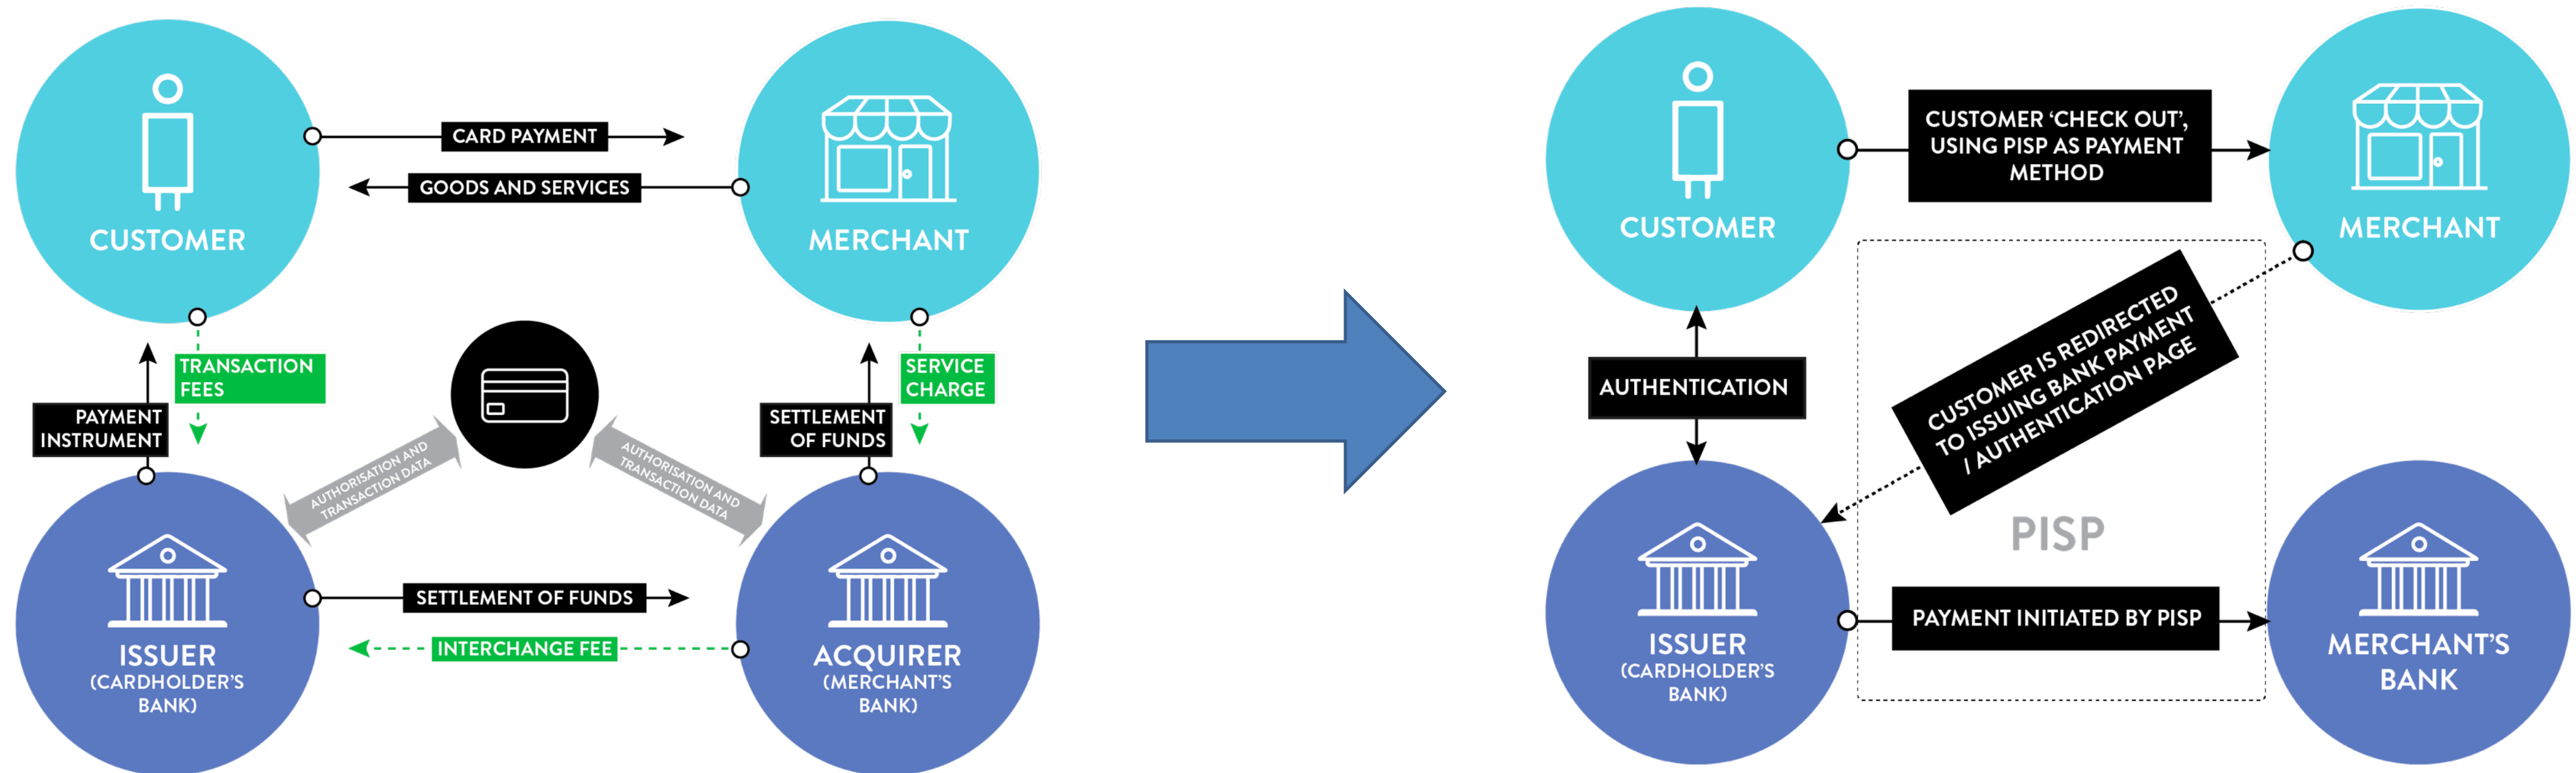 CARD PAYMENT
GOODS AND SERVICES
CUSTOMER
MERCHANT
TRANSACTION
FEES
PAYMENT
INSTRUMENT
SERVICE
CHARGE
SETTLEMENT
OF FUNDS
AUTHORISATION AND
TRANSACTION DATA
AUTHORISATION AND
TRANSACTION DATA
SETTLEMENT OF FUNDS
INTERCHANGE FEE
ISSUER
(CARDHOLDER'S
BANK)
ACQUIRER
(MERCHANT'S
BANK)
CUSTOMER 'CHECK OUT',
USING PISP AS PAYMENT
METHOD
CUSTOMER
MERCHANT
AUTHENTICATION
CUSTOMER IS REDIRECTED
TO ISSUING BANK PAYMENT
/ AUTHENTICATION PAGE
PISP
PAYMENT INITIATED BY PISP
ISSUER
(CARDHOLDER'S
BANK)
MERCHANT'S
BANK